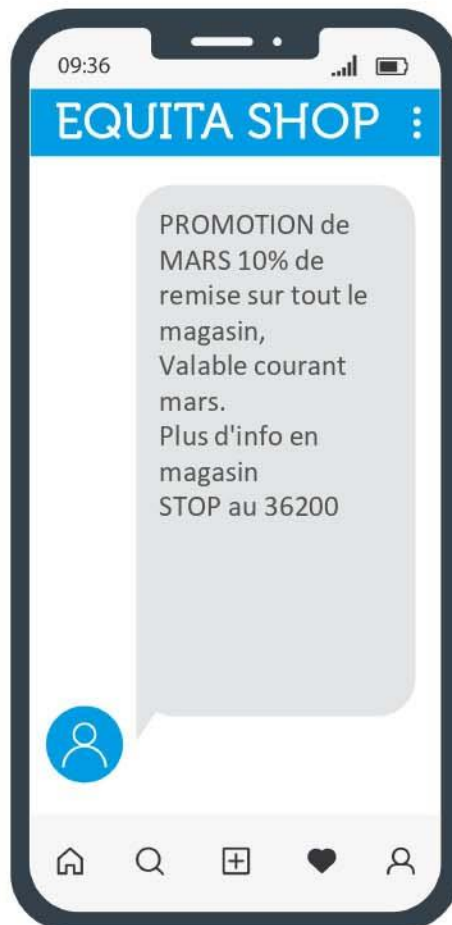 09:36
EQUITA SHOP
PROMOTION de
MARS 10% de
remise sur tout le
magasin,
Valable courant
mars.
Plus d'info en
magasin
STOP au 36200